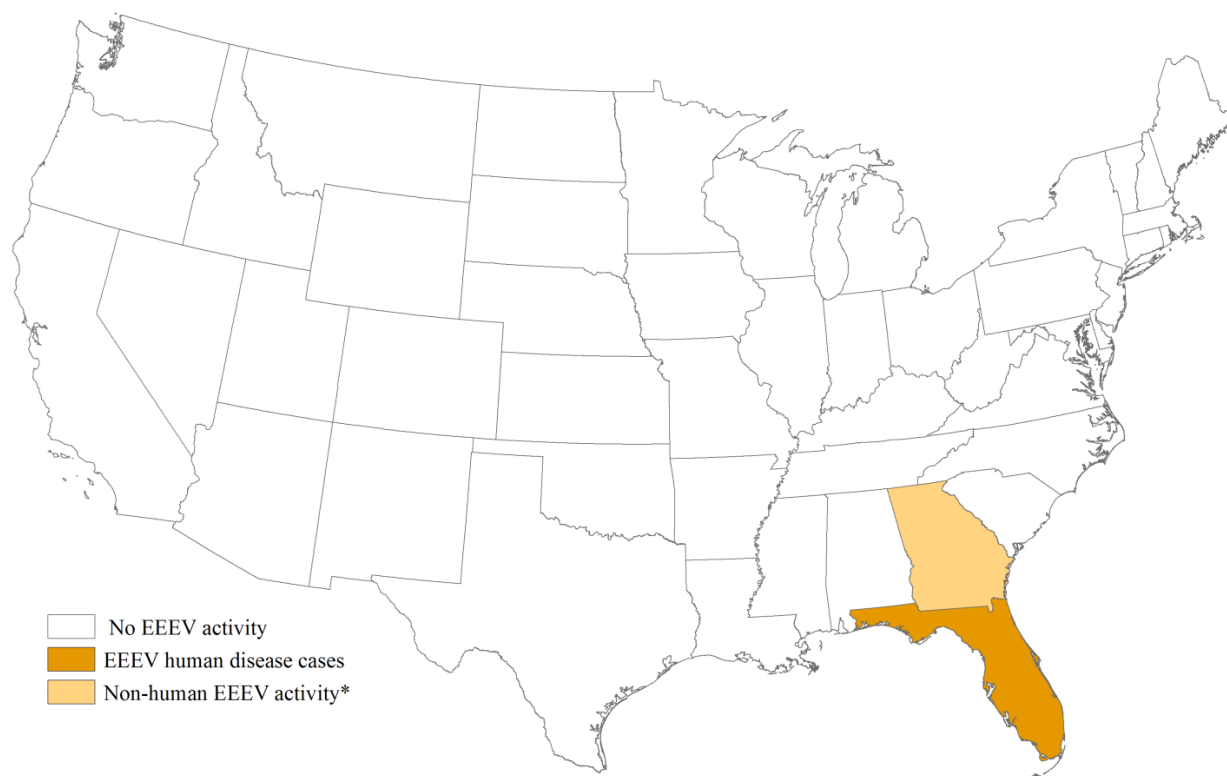 No EEEV activity
EEEV human disease cases
Non-human EEEV activity*